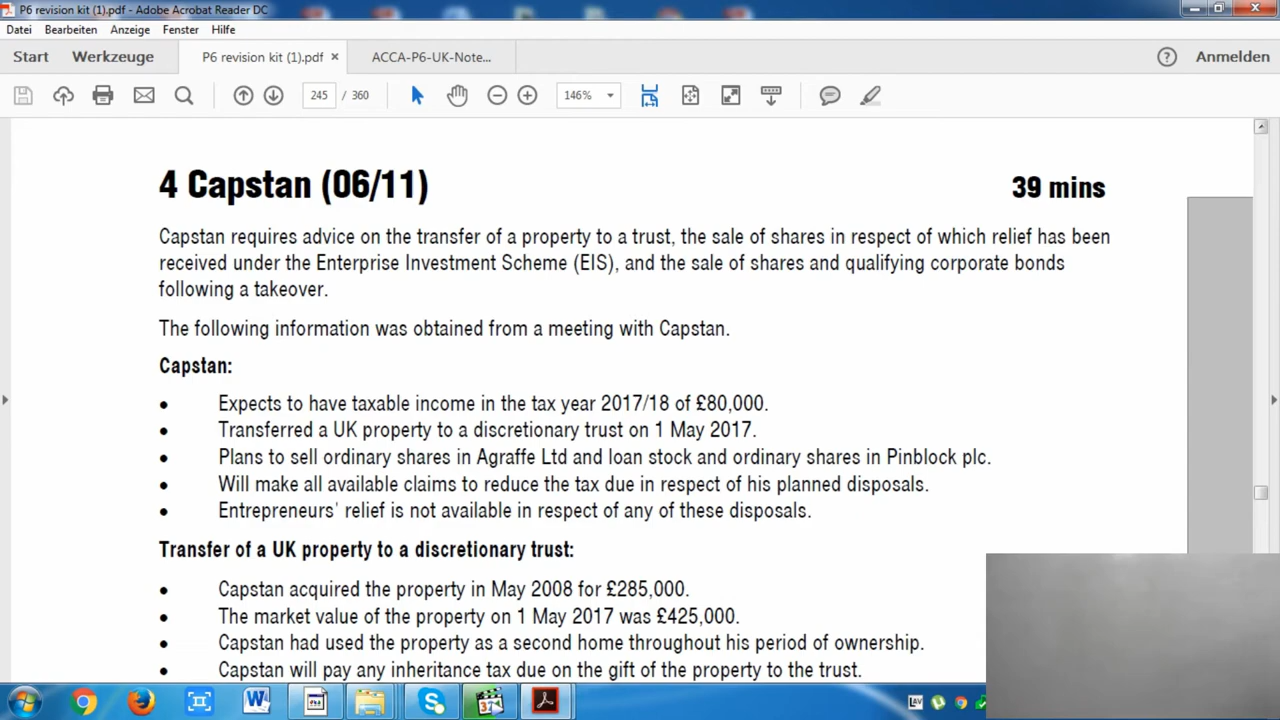 P6 revision kit (1).pdf - Adobe Acrobat Reader DC
Datei Bearbeiten Anzeige Fenster Hilfe
Start Werkzeuge P6 revision kit (1).pdf × ACCA-P6-UK-Note... ? Anmelden
245 / 360 146%
4 Capstan (06/11) 39 mins
Capstan requires advice on the transfer of a property to a trust, the sale of shares in respect of which relief has been
received under the Enterprise Investment Scheme (EIS), and the sale of shares and qualifying corporate bonds
following a takeover.
The following information was obtained from a meeting with Capstan.
Capstan:
• Expects to have taxable income in the tax year 2017/18 of £80,000.
• Transferred a UK property to a discretionary trust on 1 May 2017.
• Plans to sell ordinary shares in Agraffe Ltd and loan stock and ordinary shares in Pinblock plc.
• Will make all available claims to reduce the tax due in respect of his planned disposals.
• Entrepreneurs' relief is not available in respect of any of these disposals.
Transfer of a UK property to a discretionary trust:
• Capstan acquired the property in May 2008 for £285,000.
• The market value of the property on 1 May 2017 was £425,000.
• Capstan had used the property as a second home throughout his period of ownership.
• Capstan will pay any inheritance tax due on the gift of the property to the trust.
LAV